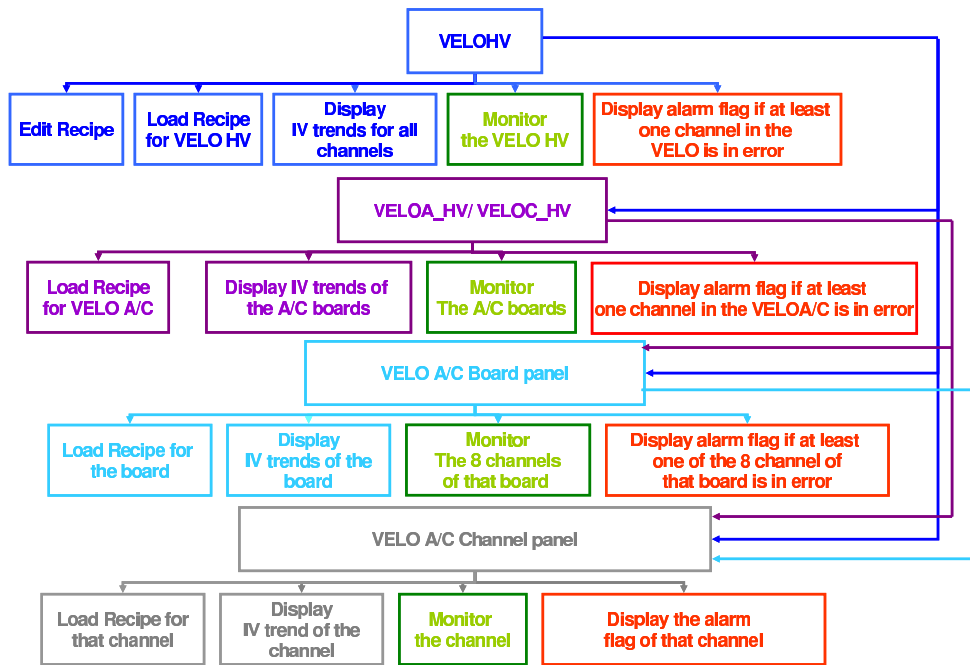 VELOHV
Edit Recipe
Load Recipe
for VELO HV
Display
IV trends for all
channels
Monitor
the VELO HV
Display alarm flag if at least
one channel in the
VELO is in error
VELOA_HV/ VELOC_HV
Load Recipe
for VELO A/C
Display IV trends of
the A/C boards
Monitor
The A/C boards
Display alarm flag if at least
one channel in the VELOA/C is in error
VELO A/C Board panel
Load Recipe for
the board
Display
IV trends of the
board
Monitor
The 8 channels
of that board
Display alarm flag if at least
one of the 8 channel of
that board is in error
VELO A/C Channel panel
Load Recipe for
that channel
Display
IV trend of the
channel
Monitor
the channel
Display the alarm
flag of that channel